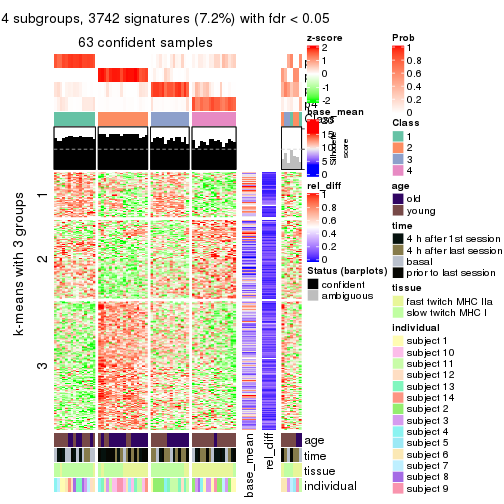 4 subgroups, 3742 signatures (7.2%) with fdr < 0.05
63 confident samples
k-means with 3 groups
1
2
3
base_mean
rel_diff
age
time
tissue
individual
z-score
2
1
0
-1
-2
base_mean
15
10
5
0
Silhouette
score
rel_diff
1
0.8
0.6
0.4
0.2
0
Status (barplots)
confident
ambiguous
Prob
1
0.8
0.6
0.4
0.2
0
Class
1
2
3
4
age
old
young
time
4 h after 1st session
4 h after last session
basal
prior to last session
tissue
fast twitch MHC IIa
slow twitch MHC I
individual
subject 1
subject 10
subject 11
subject 12
subject 13
subject 14
subject 2
subject 3
subject 4
subject 5
subject 6
subject 7
subject 8
subject 9